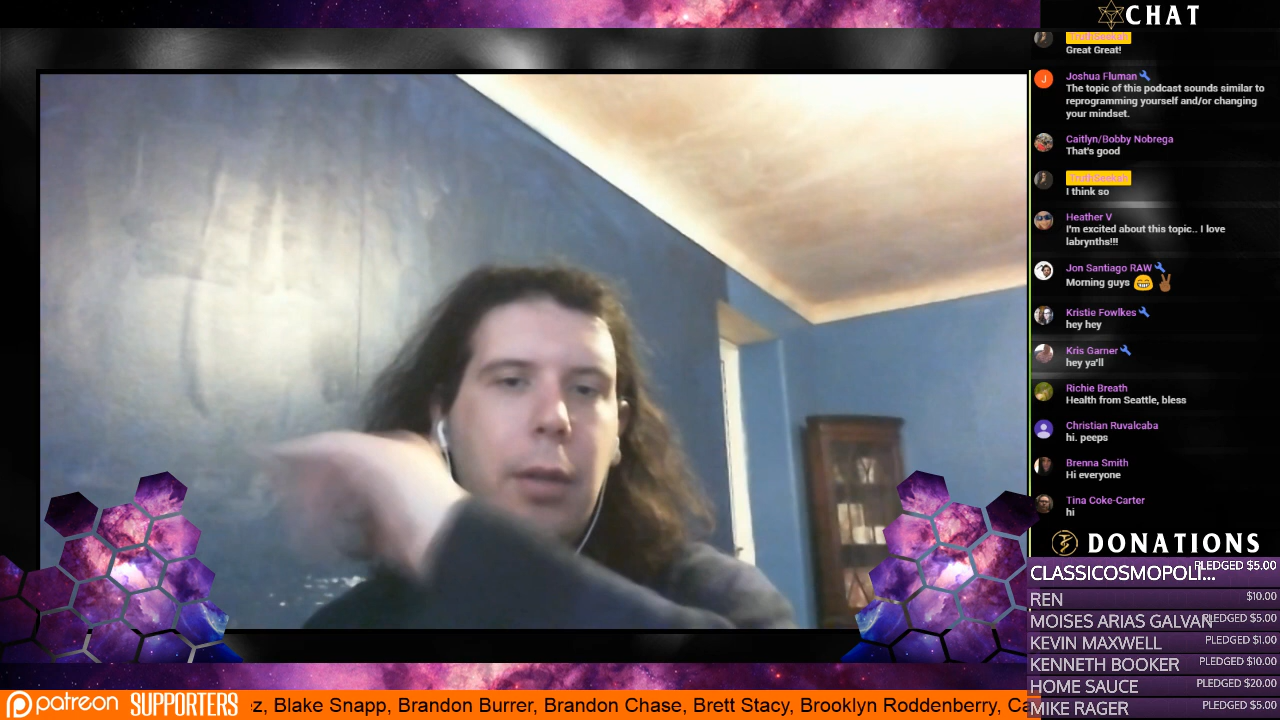 CHAT
TruthSeekah
Great Great!
Joshua Fluman
The topic of this podcast sounds similar to
reprogramming yourself and/or changing
your mindset.
Caitlyn/Bobby Nobrega
That's good
TruthSeekah
I think so
Heather V
I'm excited about this topic.. I love
labrynths!!!
Jon Santiago RAW
Morning guys
Kristie Fowlkes
hey hey
Kris Garner
hey ya'll
Richie Breath
Health from Seattle, bless
Christian Ruvalcaba
hi. peeps
Brenna Smith
Hi everyone
Tina Coke-Carter
hi
DONATIONS
CLASSICOSMOPOLI... PLEDGED $5.00
REN $10.00
MOISES ARIAS GALVAN PLEDGED $5.00
KEVIN MAXWELL PLEDGED $1.00
KENNETH BOOKER PLEDGED $10.00
HOME SAUCE PLEDGED $20.00
MIKE RAGER PLEDGED $5.00
patreon SUPPORTERS z, Blake Snapp, Brandon Burrer, Brandon Chase, Brett Stacy, Brooklyn Roddenberry, Ca